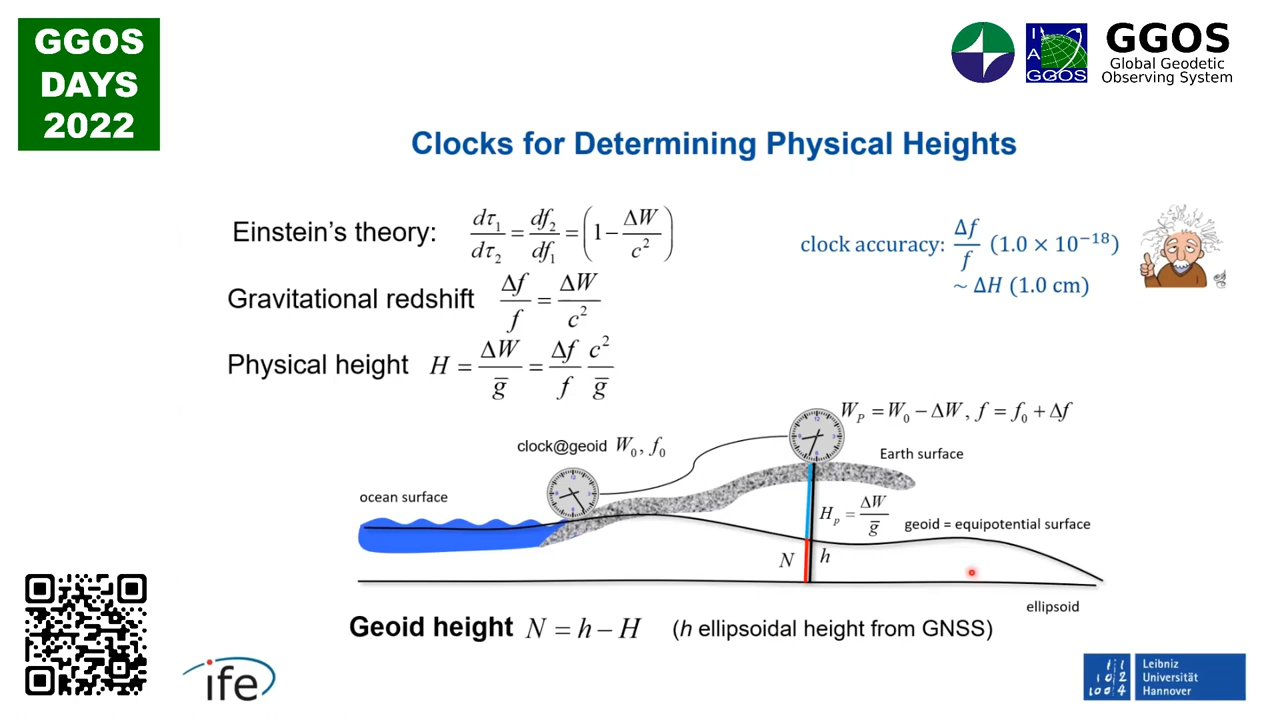 GGOS
DAYS
2022
I
A
GGOS
GGOS
Global Geodetic
Observing System
Clocks for Determining Physical Heights
Einstein's theory: dτ₁/dτ₂ = df₂/df₁ = (1 − ΔW/c²)
clock accuracy: Δf/f (1.0 × 10⁻¹⁸)
~ ΔH (1.0 cm)
Gravitational redshift Δf/f = ΔW/c²
Physical height H = ΔW/g̅ = Δf/f c²/g̅
W_P = W₀ − ΔW, f = f₀ + Δf
clock@geoid W₀, f₀
Earth surface
ocean surface
H_p = ΔW/g̅
geoid = equipotential surface
N
h
ellipsoid
Geoid height N = h − H (h ellipsoidal height from GNSS)
ife
Leibniz
Universität
Hannover